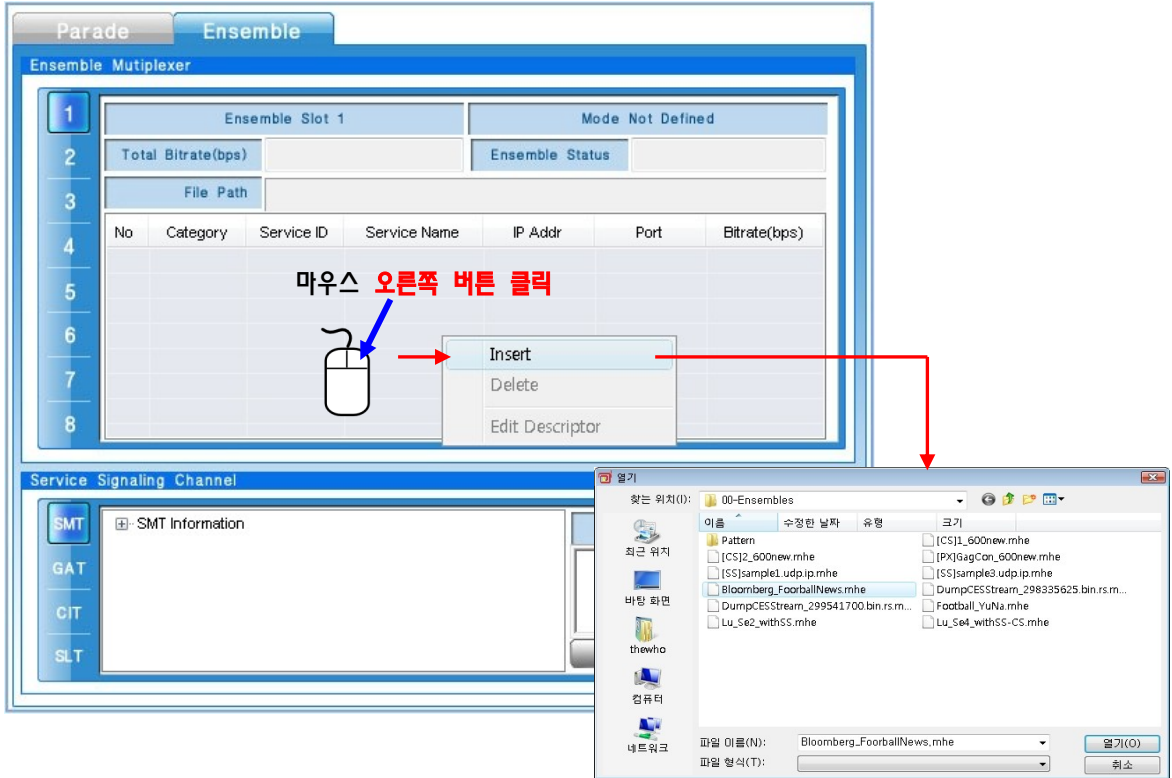 Parade
Ensemble
Ensemble Mutiplexer
1
Ensemble Slot 1
Mode Not Defined
2
Total Bitrate(bps)
Ensemble Status
3
File Path
No Category Service ID Service Name IP Addr Port Bitrate(bps)
4
마우스 오른쪽 버튼 클릭
5
6
Insert
7
Delete
8
Edit Descriptor
Service Signaling Channel
SMT
SMT Information
GAT
CIT
SLT
열기
찾는 위치(I): 00-Ensembles
이름 수정한 날짜 유형 크기
최근 위치
바탕 화면
thewho
컴퓨터
네트워크
Pattern
[CS]1_600new.mhe
[CS]2_600new.mhe
[PX]GagCon_600new.mhe
[SS]sample1.udp.ip.mhe
[SS]sample3.udp.ip.mhe
Bloomberg_FoorballNews.mhe
DumpCESStream_298335625.bin.rs.m...
DumpCESStream_299541700.bin.rs.m...
Football_YuNa.mhe
Lu_Se2_withSS.mhe
Lu_Se4_withSS-CS.mhe
파일 이름(N): Bloomberg_FoorballNews.mhe
열기(O)
파일 형식(T):
취소